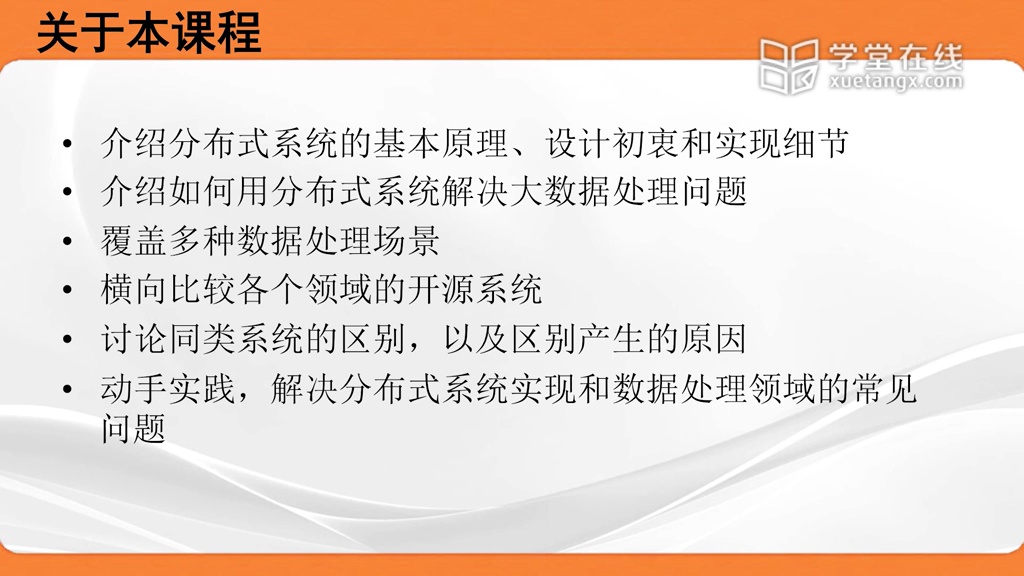 关于本课程
学堂在线
xuetangx.com
• 介绍分布式系统的基本原理、设计初衷和实现细节
• 介绍如何用分布式系统解决大数据处理问题
• 覆盖多种数据处理场景
• 横向比较各个领域的开源系统
• 讨论同类系统的区别，以及区别产生的原因
• 动手实践，解决分布式系统实现和数据处理领域的常见
问题